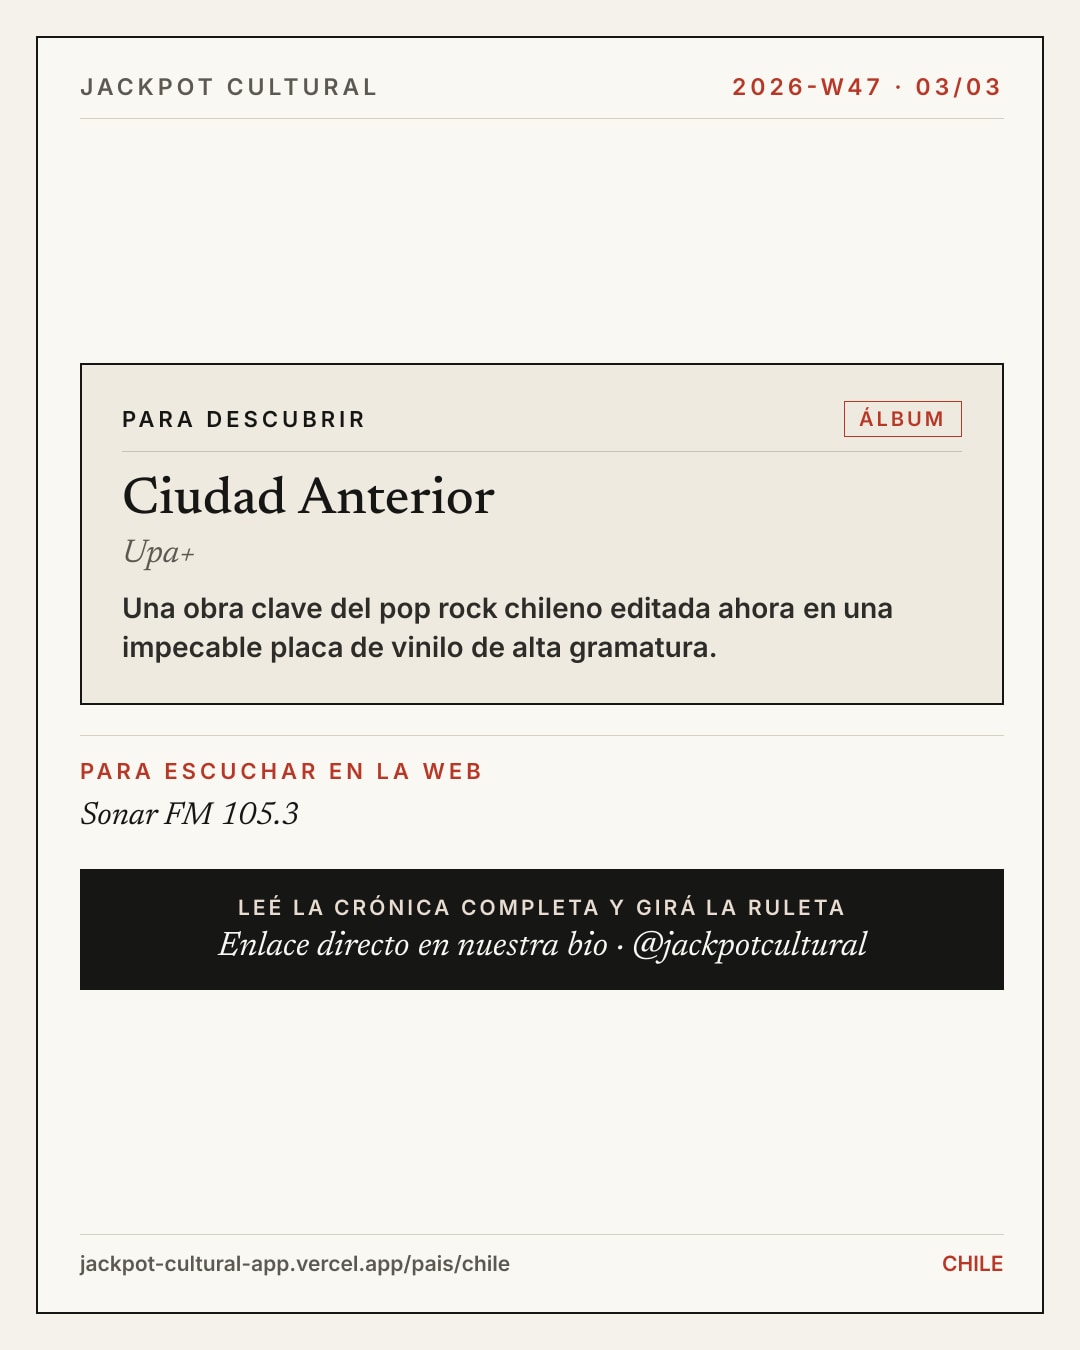 JACKPOT CULTURAL
2026-W47 · 03/03
PARA DESCUBRIR
ÁLBUM
Ciudad Anterior
Upa+
Una obra clave del pop rock chileno editada ahora en una
impecable placa de vinilo de alta gramatura.
PARA ESCUCHAR EN LA WEB
Sonar FM 105.3
LEÉ LA CRÓNICA COMPLETA Y GIRÁ LA RULETA
Enlace directo en nuestra bio · @jackpotcultural
jackpot-cultural-app.vercel.app/pais/chile
CHILE